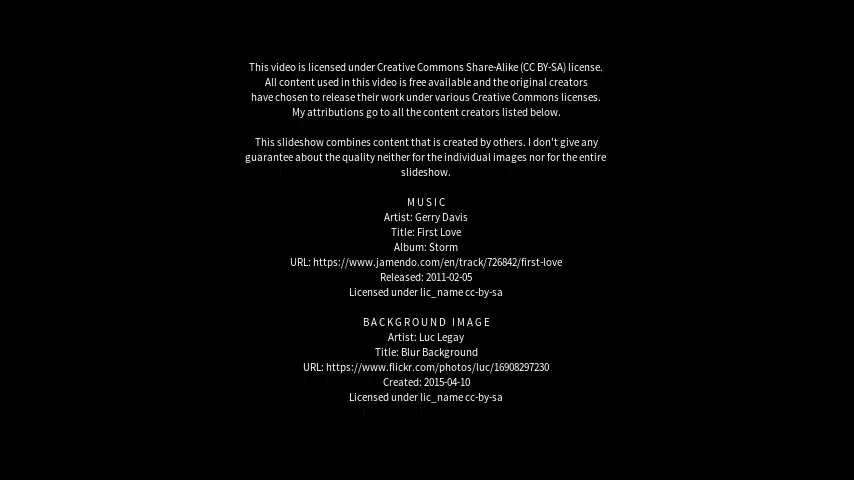 This video is licensed under Creative Commons Share-Alike (CC BY-SA) license.
All content used in this video is free available and the original creators
have chosen to release their work under various Creative Commons licenses.
My attributions go to all the content creators listed below.
This slideshow combines content that is created by others. I don't give any
guarantee about the quality neither for the individual images nor for the entire
slideshow.
MUSIC
Artist: Gerry Davis
Title: First Love
Album: Storm
URL: https://www.jamendo.com/en/track/726842/first-love
Released: 2011-02-05
Licensed under lic_name cc-by-sa
BACKGROUND IMAGE
Artist: Luc Legay
Title: Blur Background
URL: https://www.flickr.com/photos/luc/16908297230
Created: 2015-04-10
Licensed under lic_name cc-by-sa